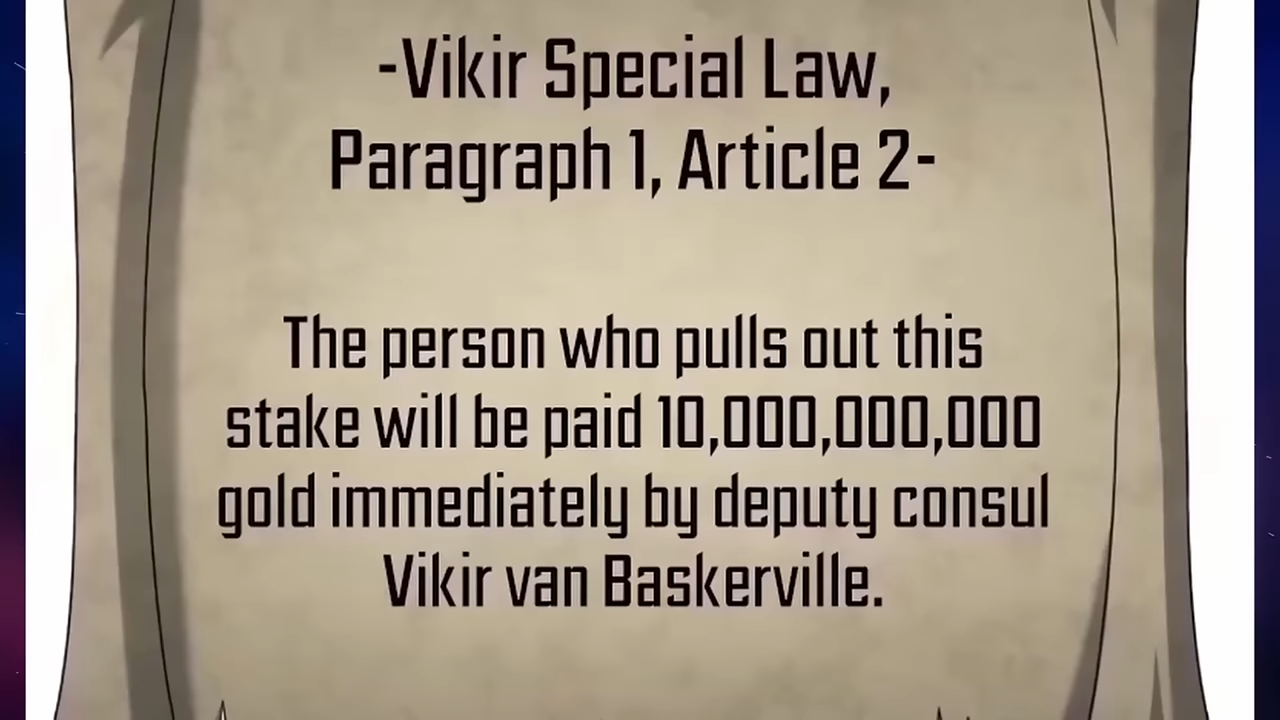 -Vikir Special Law,
Paragraph 1, Article 2-
The person who pulls out this
stake will be paid 10,000,000,000
gold immediately by deputy consul
Vikir van Baskerville.